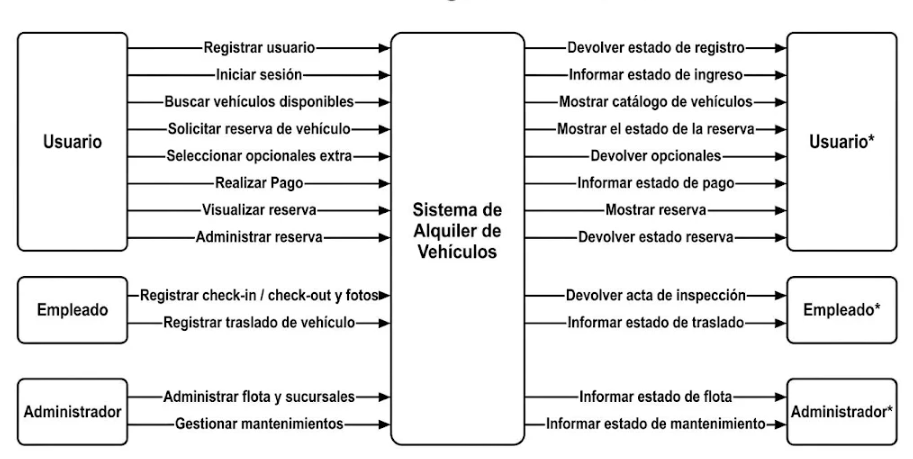 Usuario
Registrar usuario
Iniciar sesión
Buscar vehículos disponibles
Solicitar reserva de vehículo
Seleccionar opcionales extra
Realizar Pago
Visualizar reserva
Administrar reserva
Empleado
Registrar check-in / check-out y fotos
Registrar traslado de vehículo
Administrador
Administrar flota y sucursales
Gestionar mantenimientos
Sistema de
Alquiler de
Vehículos
Devolver estado de registro
Informar estado de ingreso
Mostrar catálogo de vehículos
Mostrar el estado de la reserva
Devolver opcionales
Informar estado de pago
Mostrar reserva
Devolver estado reserva
Usuario*
Devolver acta de inspección
Informar estado de traslado
Empleado*
Informar estado de flota
Informar estado de mantenimiento
Administrador*